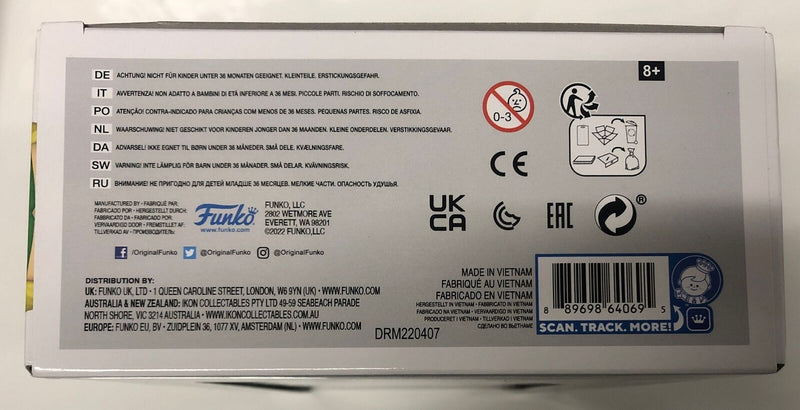 8+
DE ACHTUNG! NICHT FÜR KINDER UNTER 36 MONATEN GEEIGNET. KLEINTEILE. ERSTICKUNGSGEFAHR.
IT AVVERTENZA! NON ADATTO A BAMBINI DI ETÀ INFERIORE A 36 MESI. PICCOLE PARTI. RISCHIO DI SOFFOCAMENTO.
PO ATENÇÃO! CONTRA-INDICADO PARA CRIANÇAS COM MENOS DE 36 MESES. PEQUENAS PARTES. RISCO DE ASFIXIA.
NL WAARSCHUWING! NIET GESCHIKT VOOR KINDEREN JONGER DAN 36 MAANDEN. KLEINE ONDERDELEN. VERSTIKKINGSGEVAAR.
DA ADVARSEL! IKKE EGNET TIL BØRN UNDER 36 MÅNEDER. SMÅ DELE. KVÆLNINGSFARE.
SW VARNING! INTE LÄMPLIG FÖR BARN UNDER 36 MÅNADER. SMÅ DELAR. KVÄVNINGSRISK.
RU ВНИМАНИЕ! НЕ ПРИГОДНО ДЛЯ ДЕТЕЙ МЛАДШЕ 36 МЕСЯЦЕВ. МЕЛКИЕ ЧАСТИ. ОПАСНОСТЬ УДУШЬЯ.
0-3
CE
MANUFACTURED BY • FABRIQUÉ PAR
FABRICADO POR • HERGESTELLT DURCH:
FABBRICATO DA • FABRICADO POR:
VERVAARDIGD DOOR • FREMSTILLET AF:
TILLVERKAD AV • ПРОИЗВОДИТЕЛЬ:
Funko
www.funko.com
FUNKO, LLC
2802 WETMORE AVE
EVERETT, WA 98201
©2022 FUNKO, LLC
UK
CA
EAC
®
/OriginalFunko @OriginalFunko @OriginalFunko
DISTRIBUTION BY:
UK: FUNKO UK, LTD • 1 QUEEN CAROLINE STREET, LONDON, W6 9YN (UK) • WWW.FUNKO.COM
AUSTRALIA & NEW ZEALAND: IKON COLLECTABLES PTY LTD 49-59 SEABEACH PARADE
NORTH SHORE, VIC 3214 AUSTRALIA • WWW.IKONCOLLECTABLES.COM.AU
EUROPE: FUNKO EU, BV • ZUIDPLEIN 36, 1077 XV, AMSTERDAM (NL) • WWW.FUNKO.COM
DRM220407
MADE IN VIETNAM
FABRIQUÉ AU VIETNAM
FABRICADO EN VIETNAM
HERGESTELLT IN VIETNAM • FABBRICATO IN VIETNAM
FABRICADO NA VIETNAM • VERVAARDIGD IN VIETNAM
PRODUCERET I VIETNAM • TILLVERKAD I VIETNAM
СДЕЛАНО ВО ВЬЕТНАМЕ
8 89698 64069 5
SCAN. TRACK. MORE!